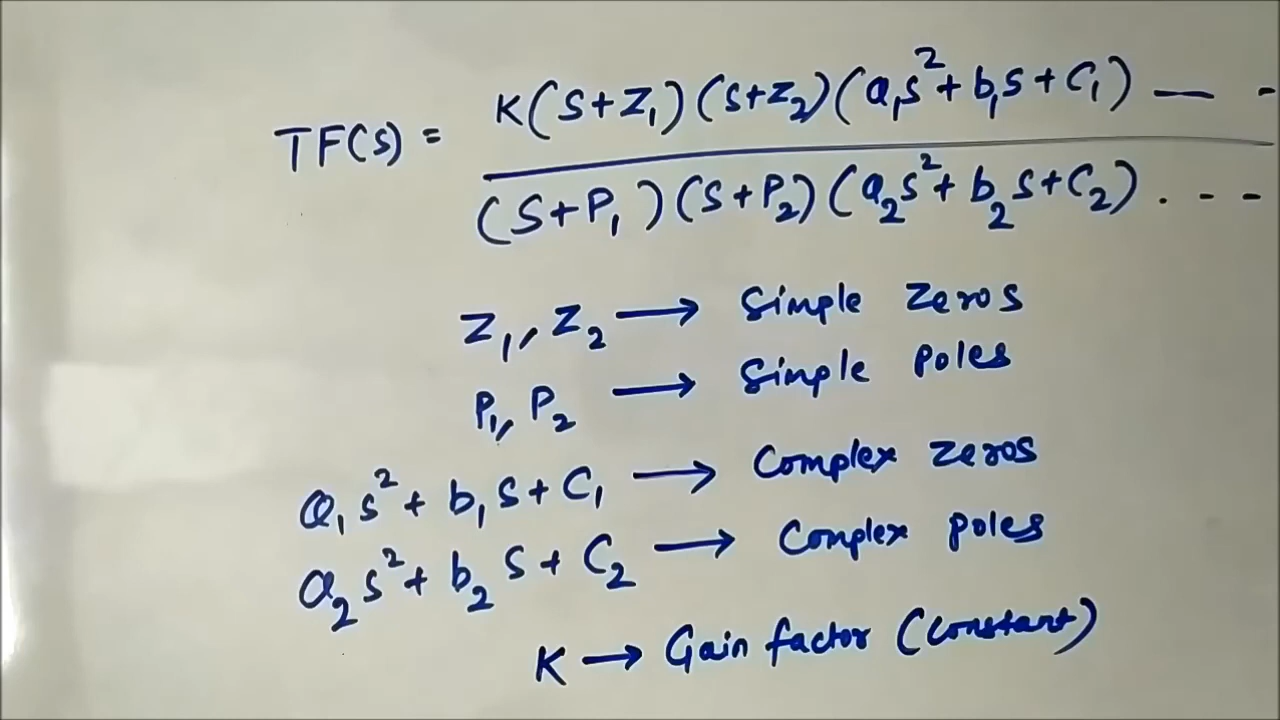 TF(s) = K(s+Z₁)(s+Z₂)(a₁s²+b₁s+C₁) — -
(s+P₁)(s+P₂)(a₂s²+b₂s+C₂) . - - -
Z₁, Z₂ → Simple Zeros
P₁, P₂ → Simple poles
a₁s²+b₁s+C₁ → Complex zeros
a₂s²+b₂s+C₂ → Complex poles
K → Gain factor (constant)